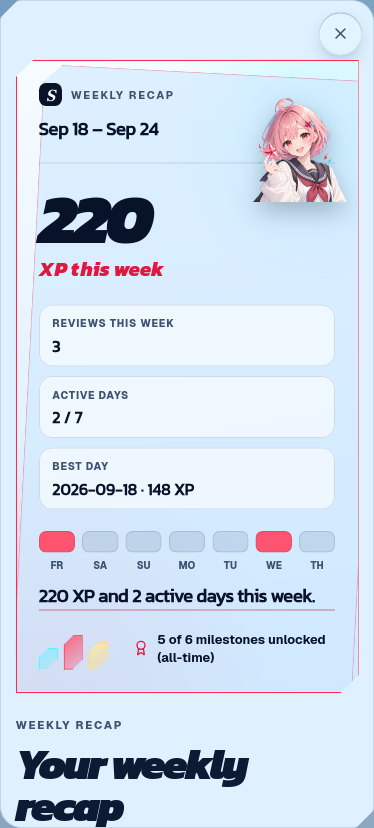 S WEEKLY RECAP
Sep 18 – Sep 24
220
XP this week
REVIEWS THIS WEEK
3
ACTIVE DAYS
2 / 7
BEST DAY
2026-09-18 · 148 XP
FR SA SU MO TU WE TH
220 XP and 2 active days this week.
5 of 6 milestones unlocked
(all-time)
WEEKLY RECAP
Your weekly
recap